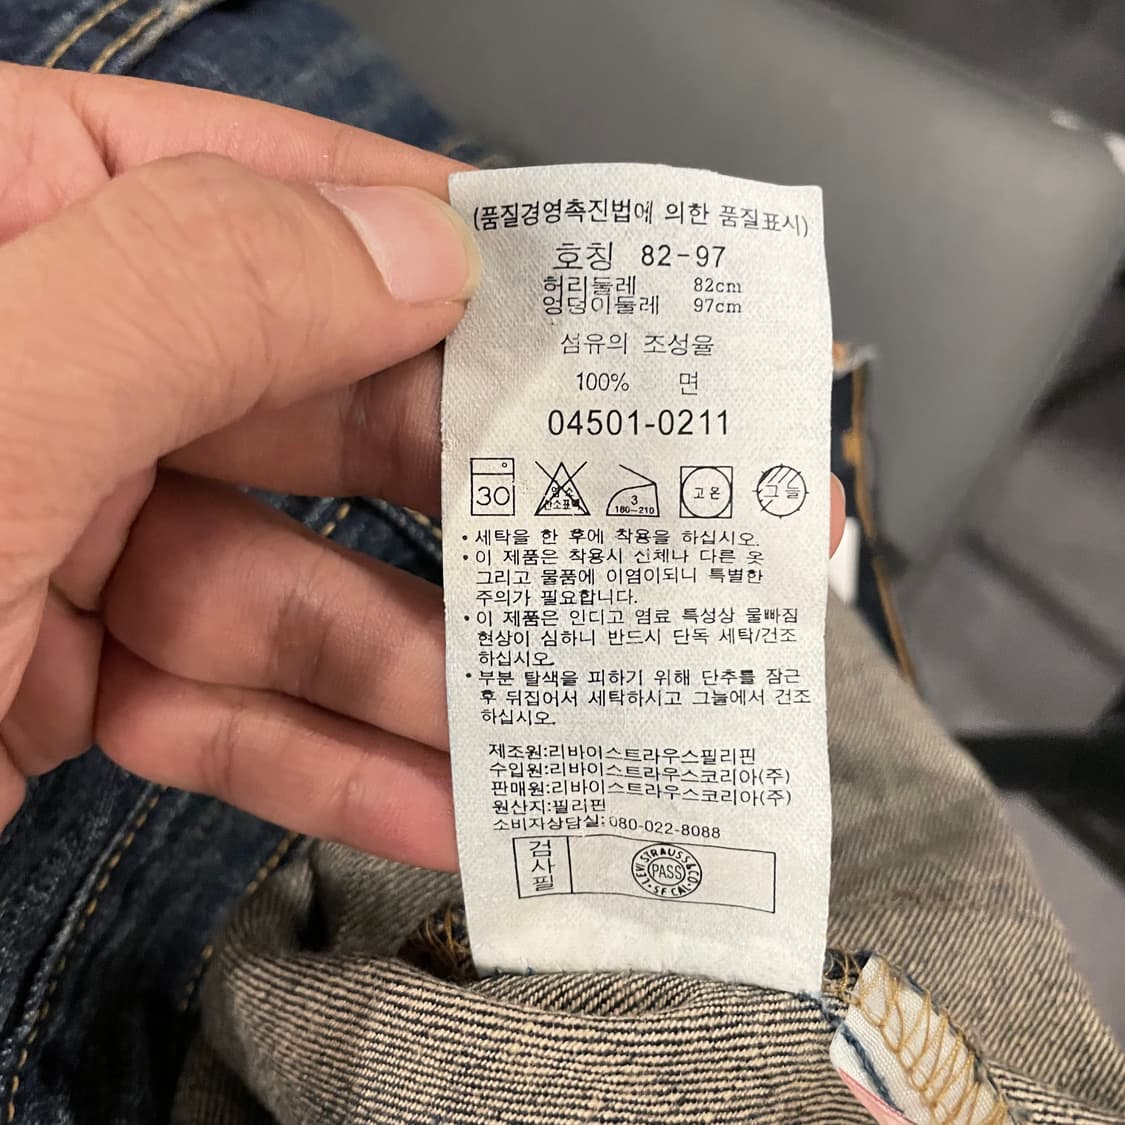 (품질경영촉진법에 의한 품질표시)
호칭 82-97
허리둘레 82cm
엉덩이둘레 97cm
섬유의 조성율
100% 면
04501-0211
30
염소
산소표백
3
180~210
고온
그늘
• 세탁을 한 후에 착용을 하십시오.
• 이 제품은 착용시 신체나 다른 옷
그리고 물품에 이염이되니 특별한
주의가 필요합니다.
• 이 제품은 인디고 염료 특성상 물빠짐
현상이 심하니 반드시 단독 세탁/건조
하십시오.
• 부분 탈색을 피하기 위해 단추를 잠근
후 뒤집어서 세탁하시고 그늘에서 건조
하십시오.
제조원:리바이스트라우스필리핀
수입원:리바이스트라우스코리아(주)
판매원:리바이스트라우스코리아(주)
원산지:필리핀
소비자상담실:080-022-8088
검사필
LEVI STRAUSS & CO.
PASS
S F CAL